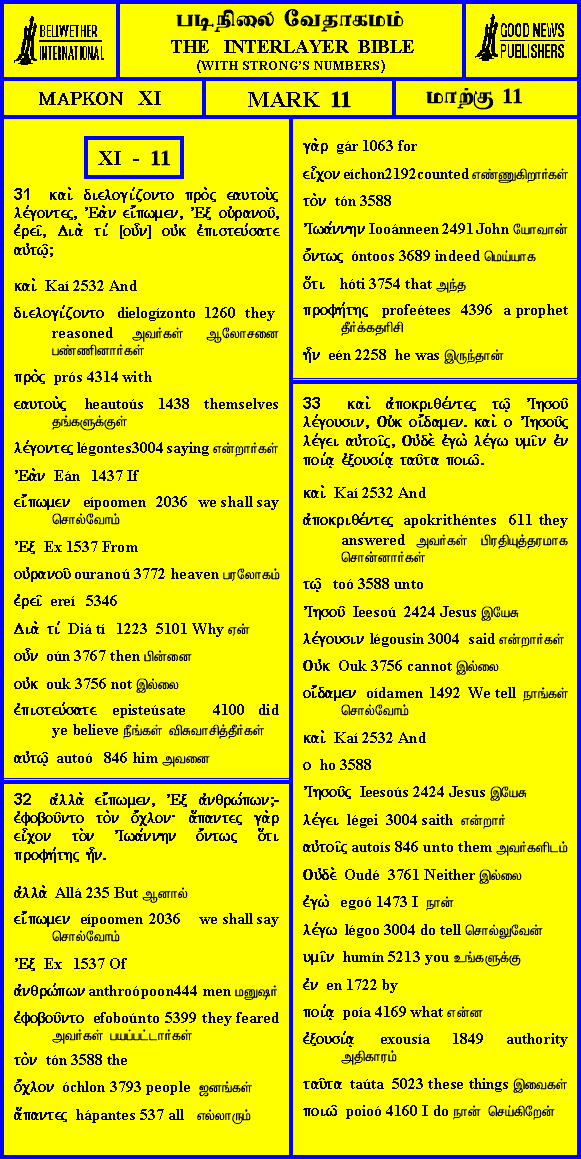 BELIWETHER
INTERNATIONAL
படிநிலை வேதாகமம்
THE INTERLAYER BIBLE
(WITH STRONG'S NUMBERS)
GOOD NEWS
PUBLISHERS
ΜΑΡΚΟΝ XI
MARK 11
மாற்கு 11
XI - 11
31 καὶ διελογίζοντο πρὸς εαυτοὺς
λέγοντες, Ἐὰν εἴπωμεν, Ἐξ οὐρανοῦ,
ἐρεῖ, Διὰ τί [οὖν] οὐκ ἐπιστεύσατε
αὐτῷ;
καὶ Kaí 2532 And
διελογίζοντο dielogízonto 1260 they
reasoned அவர்கள் ஆலோசனை
பண்ணினார்கள்
πρὸς prós 4314 with
εαυτοὺς heautoús 1438 themselves
தங்களுக்குள்
λέγοντες légontes3004 saying என்றார்கள்
Ἐὰν Eán 1437 If
εἴπωμεν eípoomen 2036 we shall say
சொல்வோம்
Ἐξ Ex 1537 From
οὐρανοῦ ouranoú 3772 heaven பரலோகம்
ἐρεῖ ereí 5346
Διὰ τί Diá tí 1223 5101 Why ஏன்
οὖν oún 3767 then பின்னை
οὐκ ouk 3756 not இல்லை
ἐπιστεύσατε episteúsate 4100 did
ye believe நீங்கள் விசுவாசித்தீர்கள்
αὐτῷ autoó 846 him அவனை
32 ἀλλὰ εἴπωμεν, Ἐξ ἀνθρώπων;-
ἐφοβοῦντο τὸν ὄχλον· ἅπαντες γὰρ
εἶχον τὸν Ἰωάννην ὄντως ὅτι
προφήτης ἦν.
ἀλλὰ Allá 235 But ஆனால்
εἴπωμεν eípoomen 2036 we shall say
சொல்வோம்
Ἐξ Ex 1537 Of
ἀνθρώπων anthroópoon444 men மனுஷர்
ἐφοβοῦντο efoboúnto 5399 they feared
அவர்கள் பயப்பட்டார்கள்
τὸν tón 3588 the
ὄχλον óchlon 3793 people ஜனங்கள்
ἅπαντες hápantes 537 all எல்லாரும்
γὰρ gár 1063 for
εἶχον eíchon2192counted எண்ணுகிறார்கள்
τὸν tón 3588
Ἰωάννην Iooánneen 2491 John யோவான்
ὄντως óntoos 3689 indeed மெய்யாக
ὅτι hóti 3754 that அந்த
προφήτης profeétees 4396 a prophet
தீர்க்கதரிசி
ἦν eén 2258 he was இருந்தான்
33 καὶ ἀποκριθέντες τῷ Ἰησοῦ
λέγουσιν, Οὐκ οἴδαμεν. καὶ ο Ἰησοῦς
λέγει αὐτοῖς, Οὐδὲ ἐγὼ λέγω υμῖν ἐν
ποίᾳ ἐξουσίᾳ ταῦτα ποιῶ.
καὶ Kaí 2532 And
ἀποκριθέντες apokrithéntes 611 they
answered அவர்கள் பிரதியுத்தரமாக
சொன்னார்கள்
τῷ toó 3588 unto
Ἰησοῦ Ieesoú 2424 Jesus இயேசு
λέγουσιν légousin 3004 said என்றார்கள்
Οὐκ Ouk 3756 cannot இல்லை
οἴδαμεν oídamen 1492 We tell நாங்கள்
சொல்வோம்
καὶ Kaí 2532 And
ο ho 3588
Ἰησοῦς Ieesoús 2424 Jesus இயேசு
λέγει légei 3004 saith என்றார்
αὐτοῖς autoís 846 unto them அவர்களிடம்
Οὐδὲ Oudé 3761 Neither இல்லை
ἐγὼ egoó 1473 I நான்
λέγω légoo 3004 do tell சொல்லுவேன்
υμῖν humín 5213 you உங்களுக்கு
ἐν en 1722 by
ποίᾳ poía 4169 what என்ன
ἐξουσίᾳ exousía 1849 authority
அதிகாரம்
ταῦτα taúta 5023 these things இவைகள்
ποιῶ poioó 4160 I do நான் செய்கிறேன்